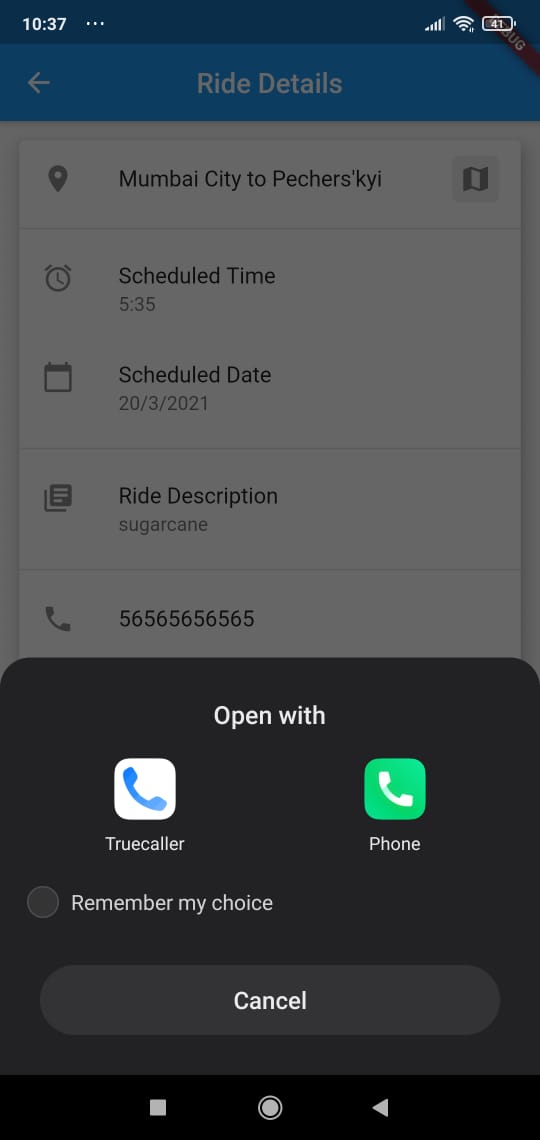 10:37 ... 41
DEBUG
Ride Details
Mumbai City to Pechers'kyi
Scheduled Time
5:35
Scheduled Date
20/3/2021
Ride Description
sugarcane
56565656565
Open with
Truecaller
Phone
Remember my choice
Cancel